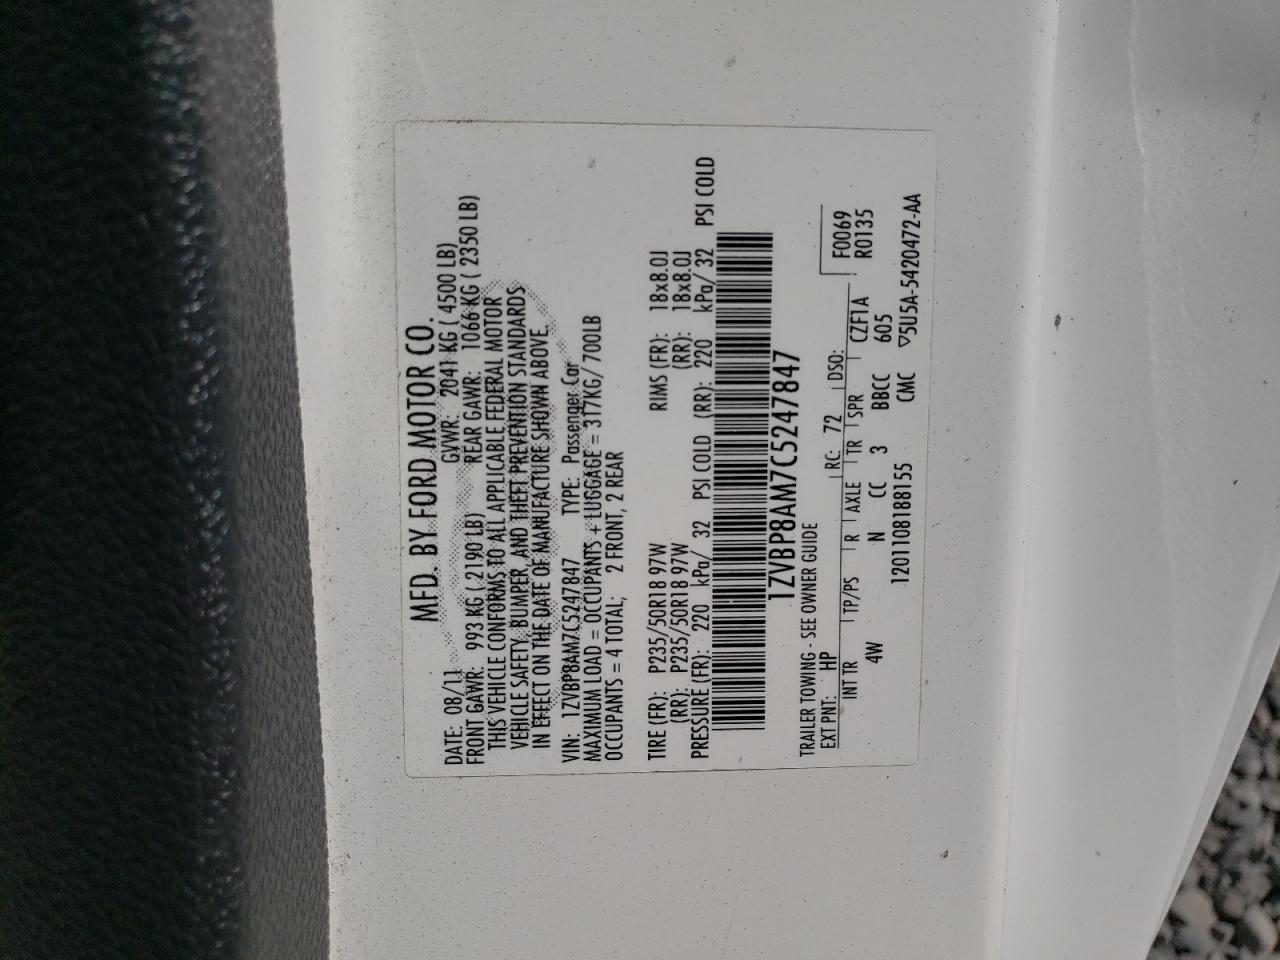 MFD. BY FORD MOTOR CO.
DATE: 08/11 GVWR: 2041 KG ( 4500 LB)
FRONT GAWR: 993 KG ( 2190 LB) REAR GAWR: 1066 KG ( 2350 LB)
THIS VEHICLE CONFORMS TO ALL APPLICABLE FEDERAL MOTOR
VEHICLE SAFETY, BUMPER, AND THEFT PREVENTION STANDARDS
IN EFFECT ON THE DATE OF MANUFACTURE SHOWN ABOVE.
VIN: 1ZVBP8AM7C5247847 TYPE: Passenger Car
MAXIMUM LOAD = OCCUPANTS + LUGGAGE = 317KG/700LB
OCCUPANTS = 4 TOTAL, 2 FRONT, 2 REAR
TIRE (FR): P235/50R18 97W RIMS (FR): 18x8.0J
(RR): P235/50R18 97W (RR): 18x8.0J
PRESSURE (FR): 220 kPa/ 32 PSI COLD (RR): 220 kPa/ 32 PSI COLD
1ZVBP8AM7C5247847
TRAILER TOWING - SEE OWNER GUIDE
EXT PNT: HP RC: 72 DSO: F0069
INT TR TP/PS R AXLE TR SPR CZF1A R0135
4W N CC 3 BBCC 605
1201108188155 CMC ▽5U5A-5420472-AA